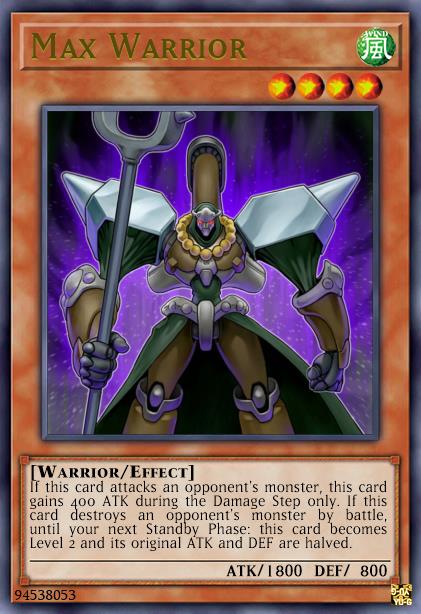 Max Warrior
WIND
風
[Warrior/Effect]
If this card attacks an opponent's monster, this card
gains 400 ATK during the Damage Step only. If this
card destroys an opponent's monster by battle,
until your next Standby Phase: this card becomes
Level 2 and its original ATK and DEF are halved.
ATK/1800 DEF/ 800
94538053